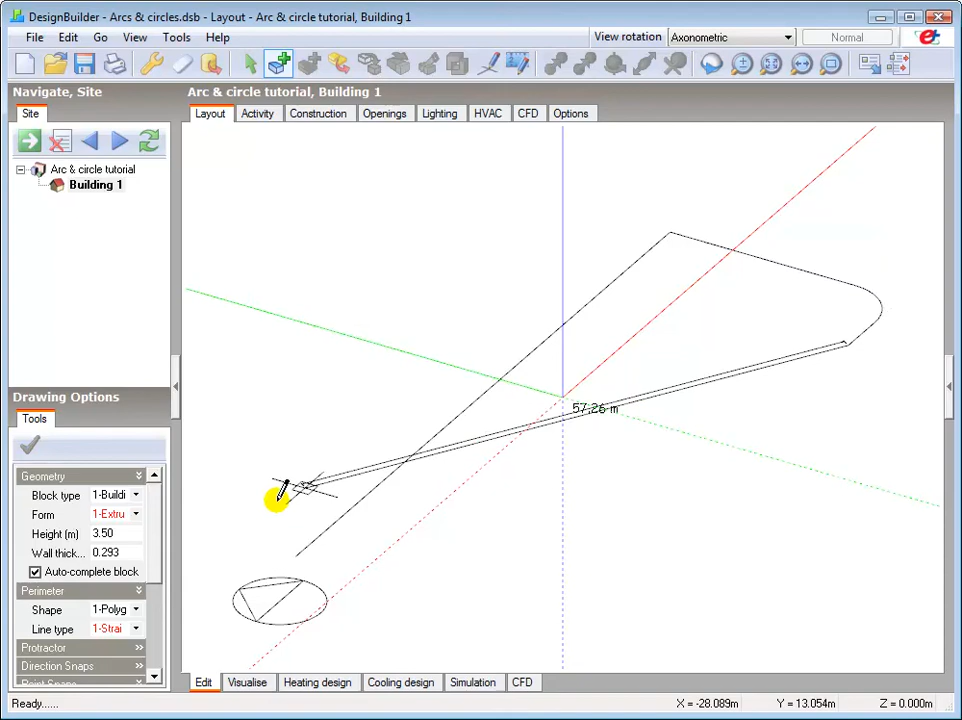 DesignBuilder - Arcs & circles.dsb - Layout - Arc & circle tutorial, Building 1
File Edit Go View Tools Help
View rotation Axonometric Normal
Navigate, Site
Arc & circle tutorial, Building 1
Site
Layout Activity Construction Openings Lighting HVAC CFD Options
Arc & circle tutorial
Building 1
57.26 m
Drawing Options
Tools
Geometry
Block type 1-Buildi
Form 1-Extru
Height (m) 3.50
Wall thick... 0.293
Auto-complete block
Perimeter
Shape 1-Polyg
Line type 1-Strai
Protractor
Direction Snaps
Point Snaps
Edit Visualise Heating design Cooling design Simulation CFD
Ready...... X = -28.089m Y = 13.054m Z = 0.000m